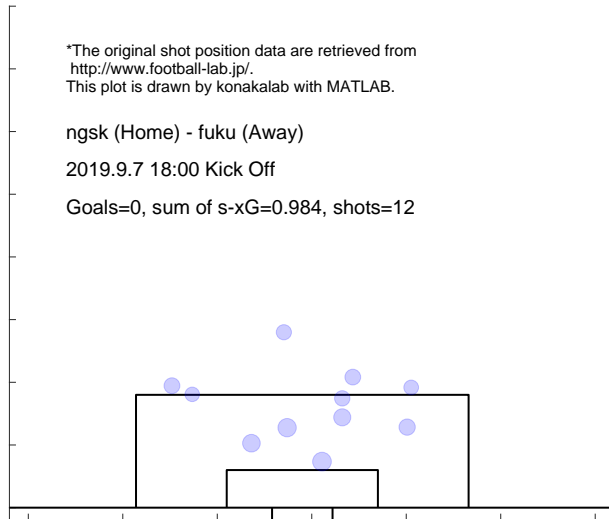 *The original shot position data are retrieved from
http://www.football-lab.jp/.
This plot is drawn by konakalab with MATLAB.
ngsk (Home) - fuku (Away)
2019.9.7 18:00 Kick Off
Goals=0, sum of s-xG=0.984, shots=12